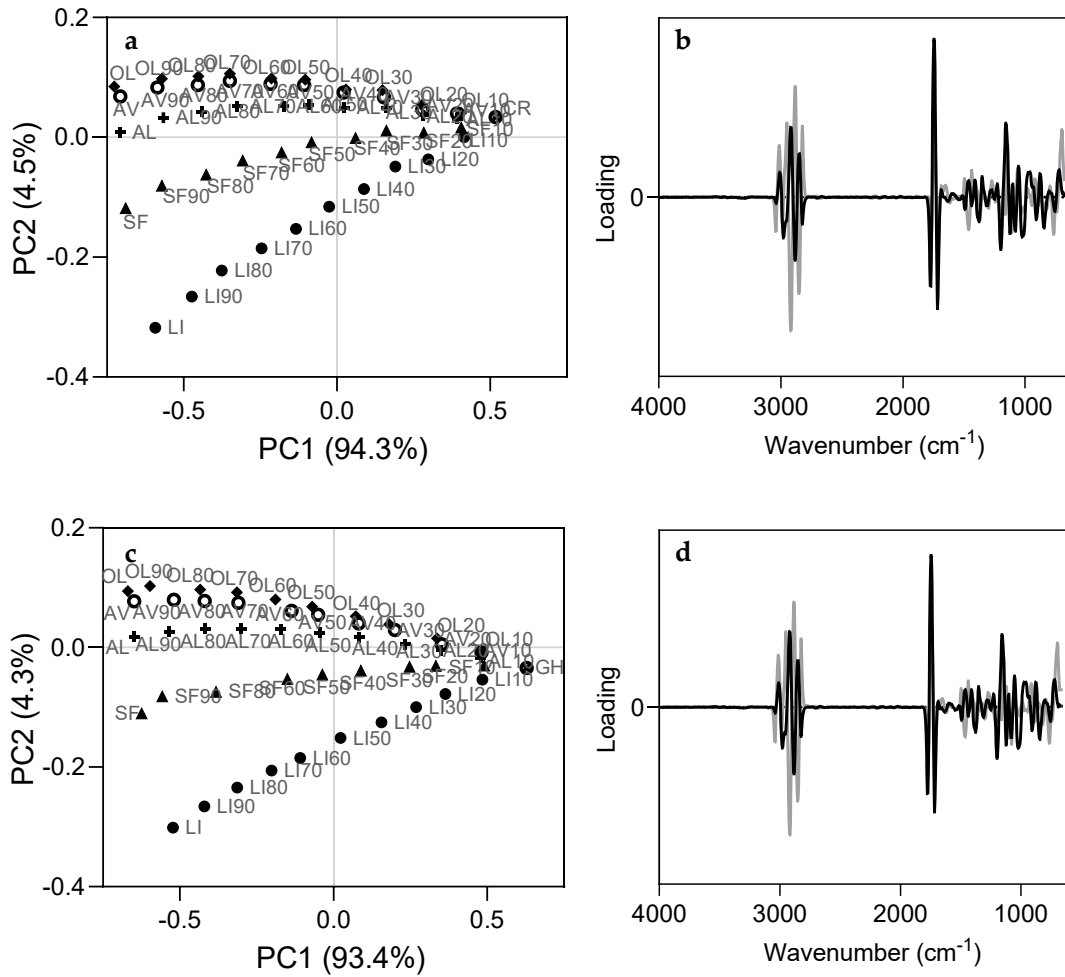 a
0.2
0.0
-0.2
-0.4
PC2 (4.5%)
OL OL90 OL80 OL70 OL60 OL50 OL40 OL30 OL20 OL10
AV AV90 AV80 AV70 AV60 AV50 AV40 AV30 AV20 AV10 CR
AL AL90 AL80 AL70 AL60 AL50 AL40 AL30 AL20 AL10
SF SF90 SF80 SF70 SF60 SF50 SF40 SF30 SF20 SF10
LI LI90 LI80 LI70 LI60 LI50 LI40 LI30 LI20 LI10
-0.5 0.0 0.5
PC1 (94.3%)
b
Loading
0
4000 3000 2000 1000
Wavenumber (cm⁻¹)
c
0.2
0.0
-0.2
-0.4
PC2 (4.3%)
OL OL90 OL80 OL70 OL60 OL50 OL40 OL30 OL20 OL10
AV AV90 AV80 AV70 AV60 AV50 AV40 AV30 AV20 AV10 GH
AL AL90 AL80 AL70 AL60 AL50 AL40 AL30 AL20 AL10
SF SF90 SF80 SF60 SF50 SF40 SF30 SF20 SF10
LI LI90 LI80 LI70 LI60 LI50 LI40 LI30 LI20 LI10
-0.5 0.0 0.5
PC1 (93.4%)
d
Loading
0
4000 3000 2000 1000
Wavenumber (cm⁻¹)